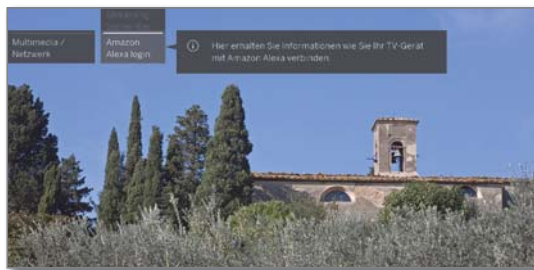 Multimedia /
Netzwerk
Amazon
Alexa login
Hier erhalten Sie Informationen wie Sie Ihr TV-Gerät
mit Amazon Alexa verbinden.